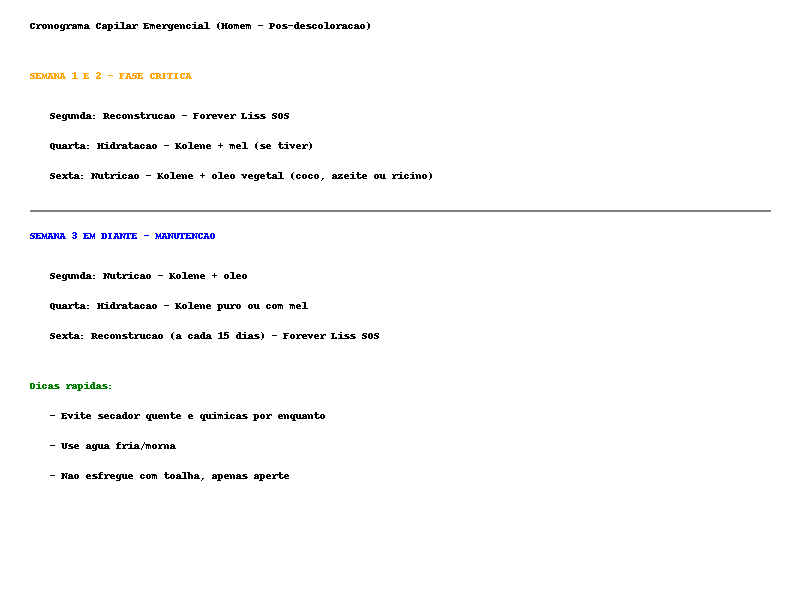 Cronograma Capilar Emergencial (Homem - Pos-descoloracao)
SEMANA 1 E 2 - FASE CRITICA
Segunda: Reconstrucao - Forever Liss SOS
Quarta: Hidratacao - Kolene + mel (se tiver)
Sexta: Nutricao - Kolene + oleo vegetal (coco, azeite ou ricino)
SEMANA 3 EM DIANTE - MANUTENCAO
Segunda: Nutricao - Kolene + oleo
Quarta: Hidratacao - Kolene puro ou com mel
Sexta: Reconstrucao (a cada 15 dias) - Forever Liss SOS
Dicas rapidas:
- Evite secador quente e quimicas por enquanto
- Use agua fria/morna
- Nao esfregue com toalha, apenas aperte